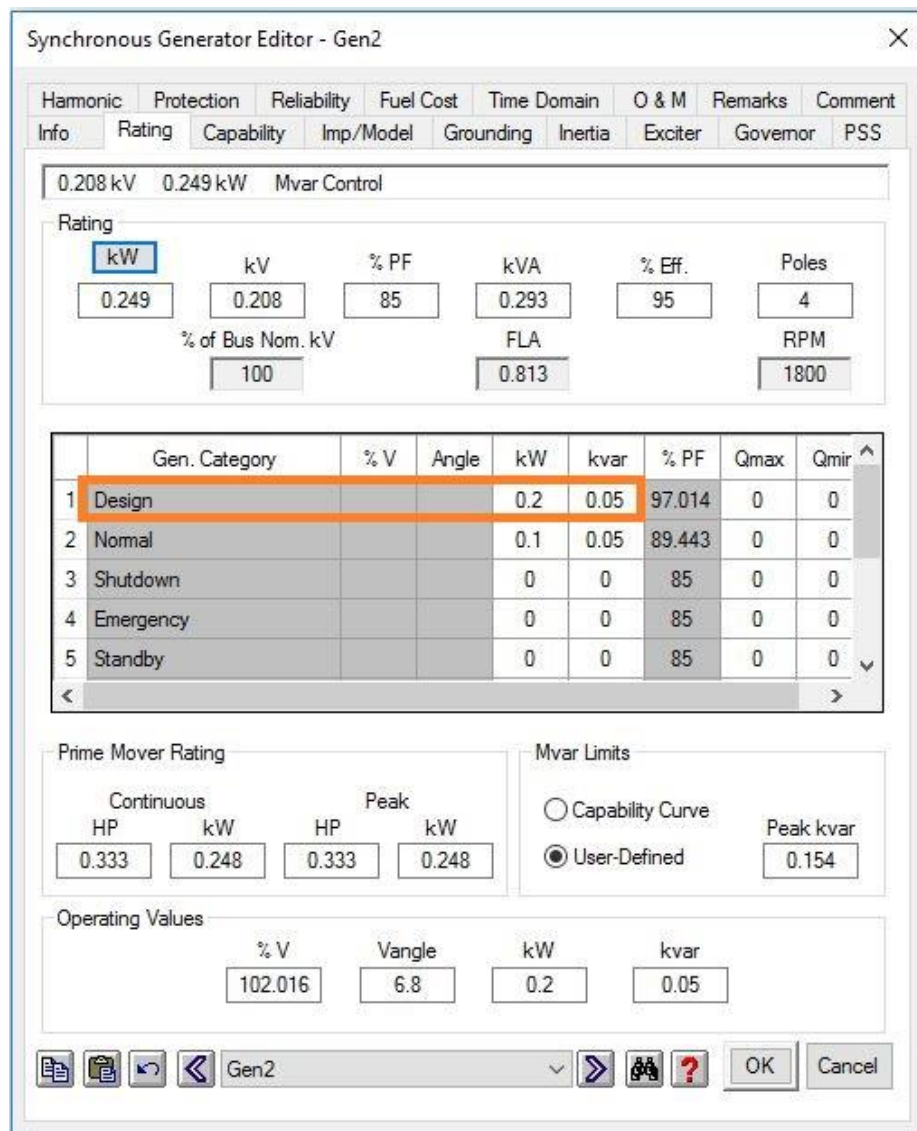 Synchronous Generator Editor - Gen2
Harmonic Protection Reliability Fuel Cost Time Domain O & M Remarks Comment
Info Rating Capability Imp/Model Grounding Inertia Exciter Governor PSS
0.208 kV 0.249 kW Mvar Control
Rating
kW kV % PF kVA % Eff. Poles
0.249 0.208 85 0.293 95 4
% of Bus Nom. kV FLA RPM
100 0.813 1800
Gen. Category % V Angle kW kvar % PF Qmax Qmin
1 Design 0.2 0.05 97.014 0 0
2 Normal 0.1 0.05 89.443 0 0
3 Shutdown 0 0 85 0 0
4 Emergency 0 0 85 0 0
5 Standby 0 0 85 0 0
Prime Mover Rating Mvar Limits
Continuous Peak
HP kW HP kW
0.333 0.248 0.333 0.248
Capability Curve
User-Defined
Peak kvar
0.154
Operating Values
% V Vangle kW kvar
102.016 6.8 0.2 0.05
Gen2 ? OK Cancel